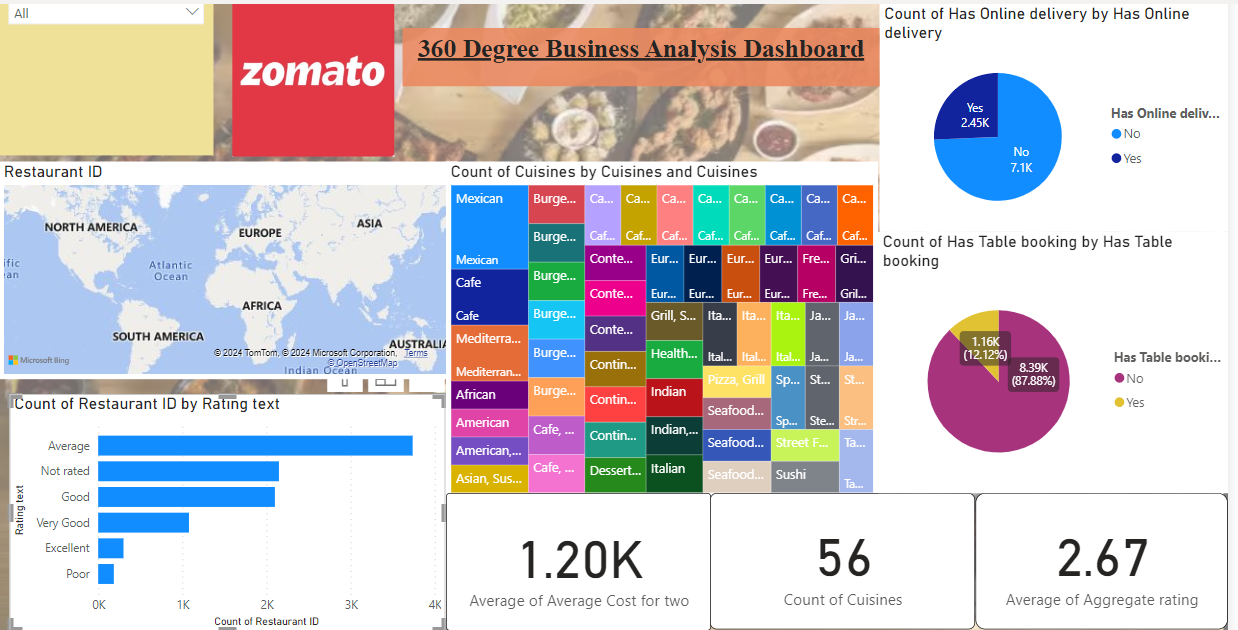 All
zomato
360 Degree Business Analysis Dashboard
Count of Has Online delivery by Has Online
delivery
Yes
2.45K
No
7.1K
Has Online deliv...
No
Yes
Restaurant ID
NORTH AMERICA
EUROPE
ASIA
Atlantic
Ocean
AFRICA
SOUTH AMERICA
AUSTRALIA
Indian Ocean
Microsoft Bing
© 2024 TomTom, © 2024 Microsoft Corporation, Terms
© OpenStreetMap
Count of Cuisines by Cuisines and Cuisines
Mexican
Mexican
Cafe
Cafe
Mediterra...
Mediterran...
African
American
American,...
Asian, Sus...
Burge...
Burge...
Burge...
Burge...
Burge...
Burge...
Cafe, ...
Cafe, ...
Ca... Ca... Ca... Ca... Ca... Ca... Ca... Ca...
Caf... Caf... Caf... Caf... Caf... Caf... Caf... Caf...
Conte...
Conte...
Conte...
Contin...
Contin...
Contin...
Dessert...
Eur... Eur... Eur... Eur... Fre... Gri...
Eur... Eur... Eur... Eur... Fre... Gril...
Grill, S...
Health...
Indian
Indian,...
Italian
Ita... Ita... Ita... Ja... Ja...
Ital... Ital... Ital... Ja... Ja...
Pizza, Grill
Seafood...
Seafood...
Seafood...
Sp... St... St...
Sp... Ste... Str...
Street F...
Sushi
Ta...
Ta...
Count of Has Table booking by Has Table
booking
1.16K
(12.12%)
8.39K
(87.88%)
Has Table booki...
No
Yes
Count of Restaurant ID by Rating text
Rating text
Average
Not rated
Good
Very Good
Excellent
Poor
0K 1K 2K 3K 4K
Count of Restaurant ID
1.20K
Average of Average Cost for two
56
Count of Cuisines
2.67
Average of Aggregate rating